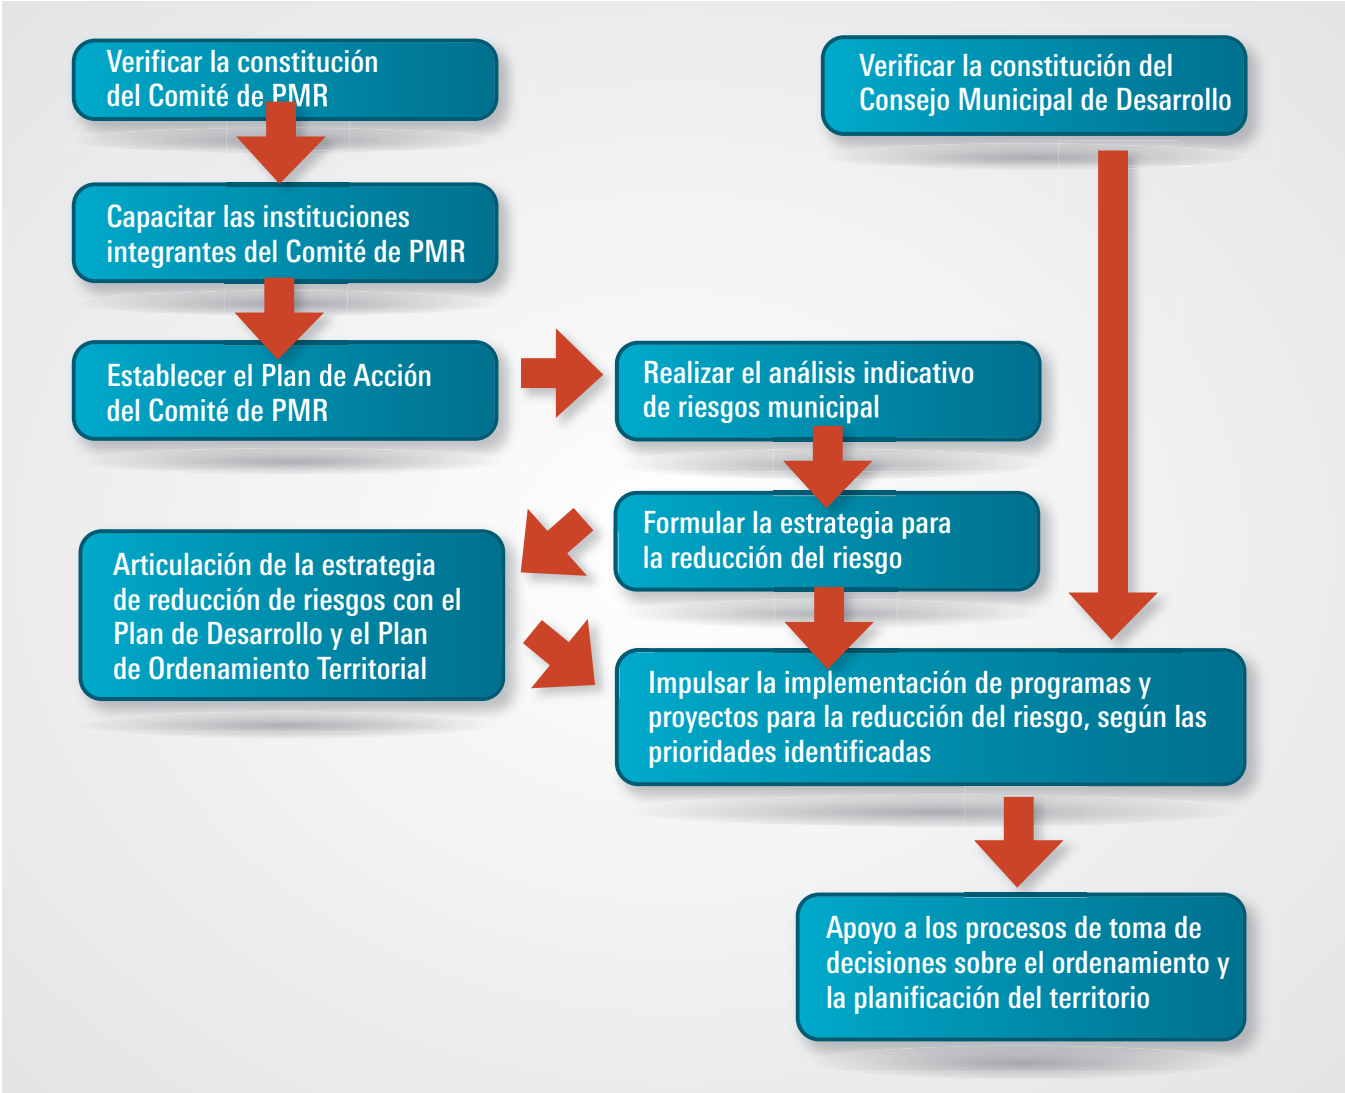 Verificar la constitución
del Comité de PMR
Verificar la constitución del
Consejo Municipal de Desarrollo
Capacitar las instituciones
integrantes del Comité de PMR
Establecer el Plan de Acción
del Comité de PMR
Realizar el análisis indicativo
de riesgos municipal
Formular la estrategia para
la reducción del riesgo
Articulación de la estrategia
de reducción de riesgos con el
Plan de Desarrollo y el Plan
de Ordenamiento Territorial
Impulsar la implementación de programas y
proyectos para la reducción del riesgo, según las
prioridades identificadas
Apoyo a los procesos de toma de
decisiones sobre el ordenamiento y
la planificación del territorio